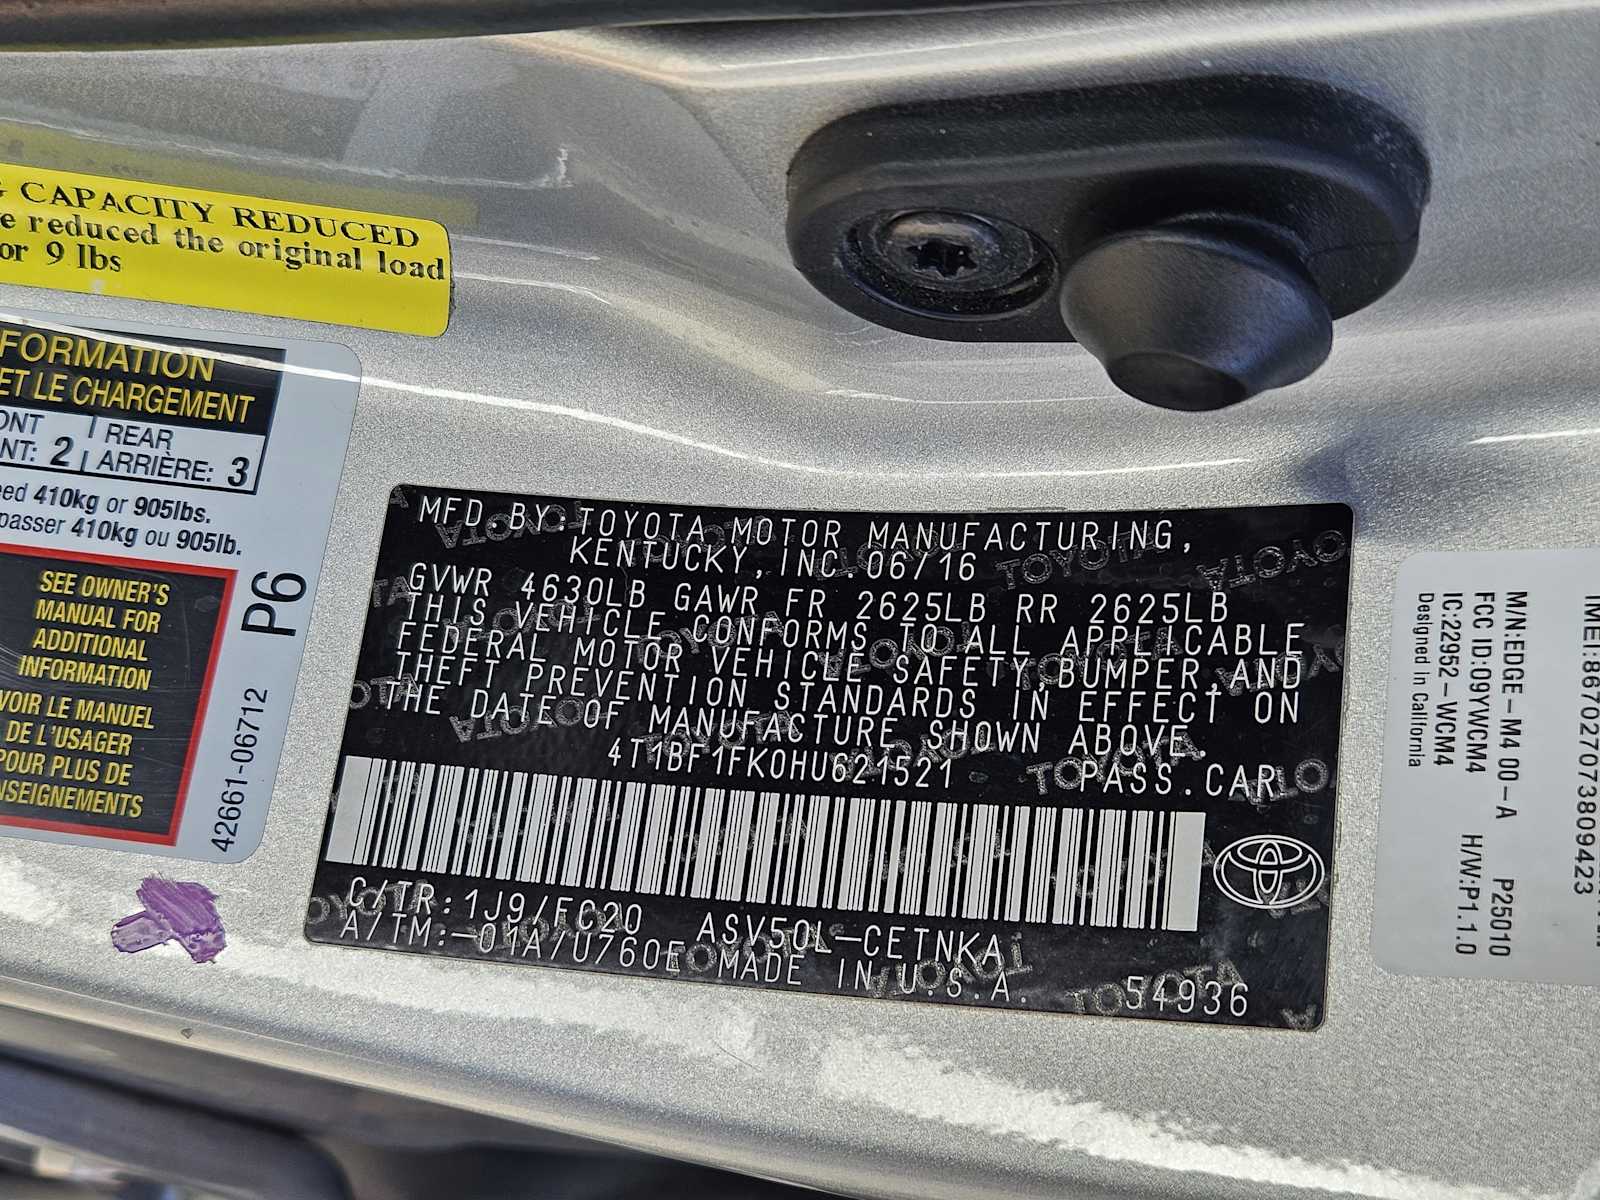 CAPACITY REDUCED
reduced the original load
or 9 lbs
FORMATION
ET LE CHARGEMENT
REAR
2 ARRIÈRE: 3
410kg or 905lbs.
passer 410kg ou 905lb.
SEE OWNER'S
MANUAL FOR
ADDITIONAL
INFORMATION
VOIR LE MANUEL
DE L'USAGER
POUR PLUS DE
P6
42661-06712
MFD.BY:TOYOTA MOTOR MANUFACTURING,
KENTUCKY,INC.06/16
GVWR 4630LB GAWR FR 2625LB RR 2625LB
THIS VEHICLE CONFORMS TO ALL APPLICABLE
FEDERAL MOTOR VEHICLE SAFETY,BUMPER,AND
THEFT PREVENTION STANDARDS IN EFFECT ON
THE DATE OF MANUFACTURE SHOWN ABOVE.
4T1BF1FK0HU621521 PASS.CAR
C/TR:1J9/FC20 ASV50L-CETNKA
A/TM:-01A/U760E MADE IN U.S.A.
54936
IMEI:867027073809423
M/N:EDGE-M4 00-A P25010
FCC ID:09YWCM4 H/W:P1.1.0
IC:22952-WCM4
Designed in California